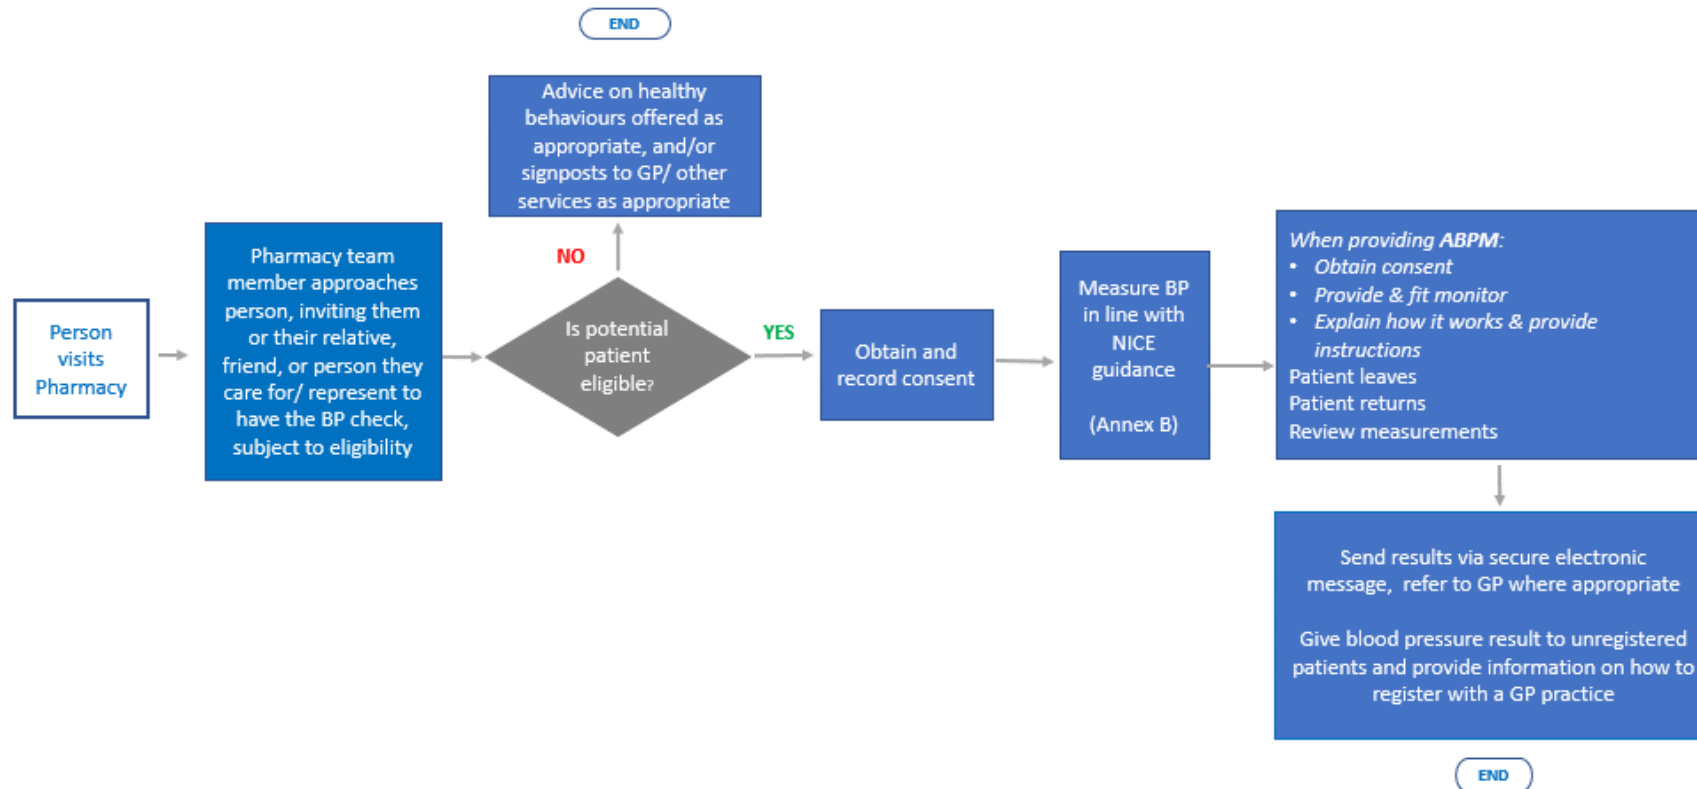 END
Advice on healthy
behaviours offered as
appropriate, and/or
signposts to GP/ other
services as appropriate
NO
Person
visits
Pharmacy
Pharmacy team
member approaches
person, inviting them
or their relative,
friend, or person they
care for/ represent to
have the BP check,
subject to eligibility
Is potential
patient
eligible?
YES
Obtain and
record consent
Measure BP
in line with
NICE
guidance
(Annex B)
When providing ABPM:
• Obtain consent
• Provide & fit monitor
• Explain how it works & provide
instructions
Patient leaves
Patient returns
Review measurements
Send results via secure electronic
message, refer to GP where appropriate
Give blood pressure result to unregistered
patients and provide information on how to
register with a GP practice
END